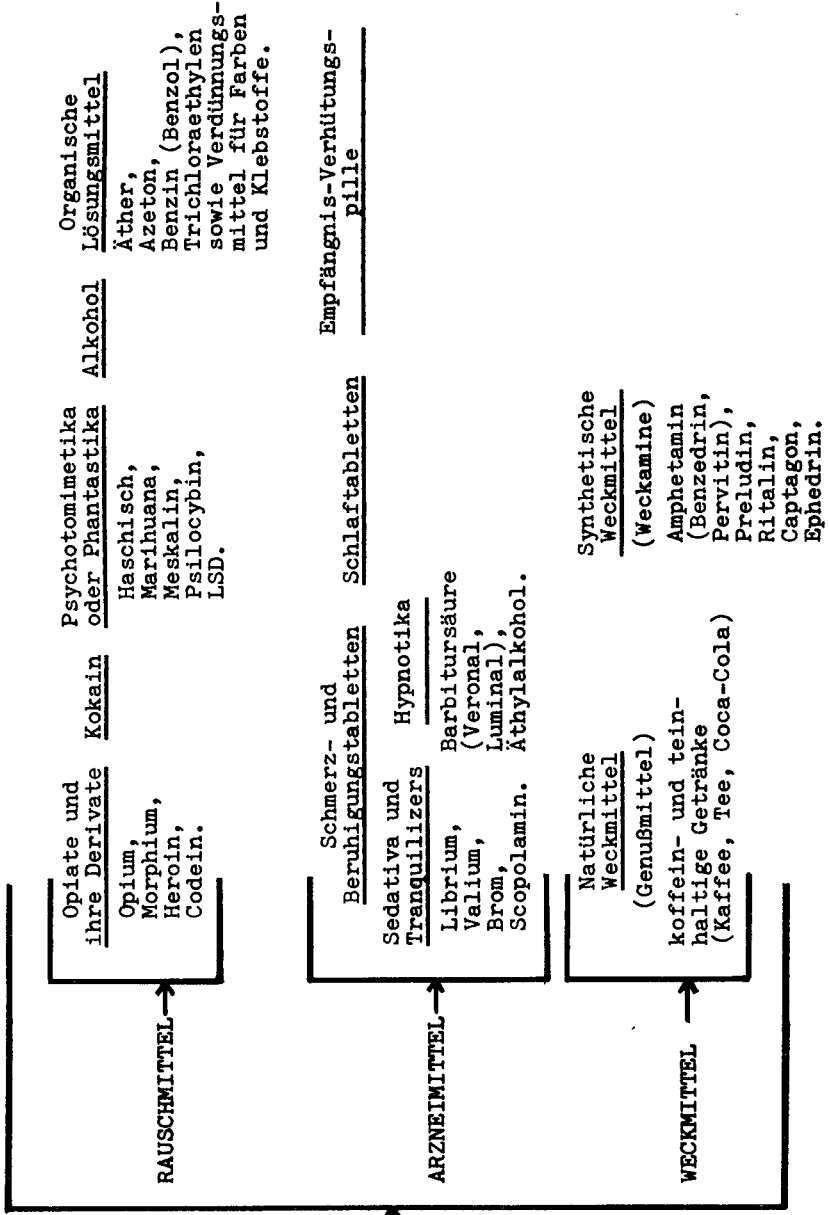 RAUSCHMITTEL
Opiate und
ihre Derivate
Opium,
Morphium,
Heroin,
Codein.
Kokain
Psychotomimetika
oder Phantastika
Haschisch,
Marihuana,
Meskalin,
Psilocybin,
LSD.
Alkohol
Organische
Lösungsmittel
Äther,
Azeton,
Benzin (Benzol),
Trichloraethylen
sowie Verdünnungs-
mittel für Farben
und Klebstoffe.
ARZNEIMITTEL
Schmerz- und
Beruhigungstabletten
Sedativa und
Tranquilizers
Librium,
Valium,
Brom,
Scopolamin.
Hypnotika
Barbitursäure
(Veronal,
Luminal),
Äthylalkohol.
Schlaftabletten
Empfängnis-Verhütungs-
pille
WECKMITTEL
Natürliche
Weckmittel
(Genußmittel)
koffein- und tein-
haltige Getränke
(Kaffee, Tee, Coca-Cola)
Synthetische
Weckmittel
(Weckamine)
Amphetamin
(Benzedrin,
Pervitin),
Preludin,
Ritalin,
Captagon,
Ephedrin.